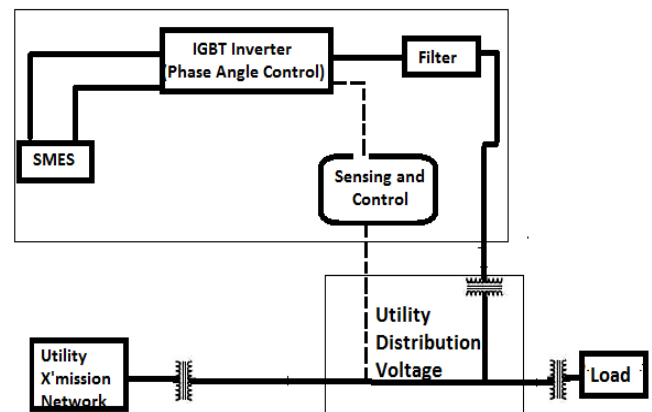 IGBT Inverter
(Phase Angle Control)
Filter
SMES
Sensing and
Control
Utility
Distribution
Voltage
Utility
X'mission
Network
Load